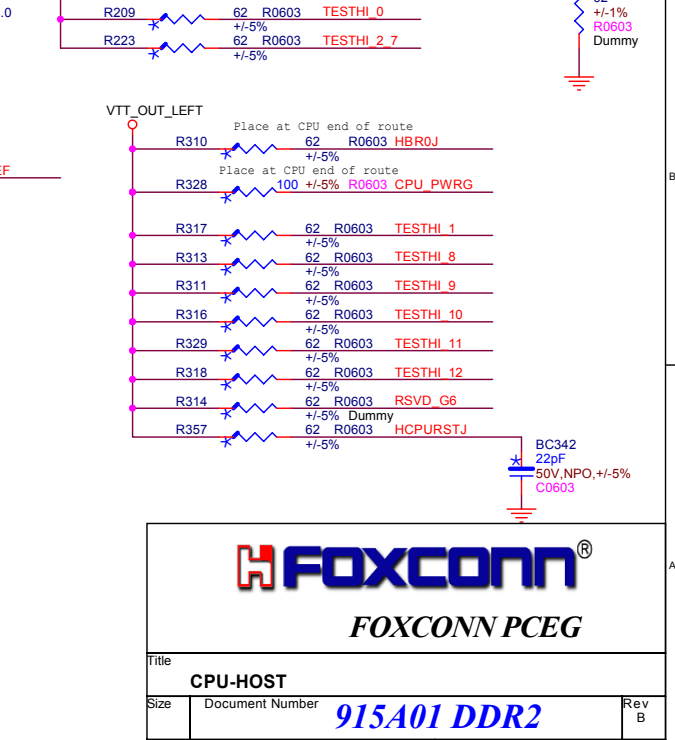 .0
R209 62 R0603 TESTHI_0
+/-5%
R223 62 R0603 TESTHI_2_7
+/-5%
+/-1%
R0603
Dummy
VTT_OUT_LEFT
Place at CPU end of route
R310 62 R0603 HBR0J
+/-5%
Place at CPU end of route
R328 100 +/-5% R0603 CPU_PWRG
EF
B
R317 62 R0603 TESTHI_1
+/-5%
R313 62 R0603 TESTHI_8
+/-5%
R311 62 R0603 TESTHI_9
+/-5%
R316 62 R0603 TESTHI_10
+/-5%
R329 62 R0603 TESTHI_11
+/-5%
R318 62 R0603 TESTHI_12
+/-5%
R314 62 R0603 RSVD_G6
+/-5% Dummy
R357 62 R0603 HCPURSTJ
+/-5%
BC342
22pF
50V,NPO,+/-5%
C0603
FOXCONN®
A
FOXCONN PCEG
Title
CPU-HOST
Size Document Number Rev
915A01 DDR2 B